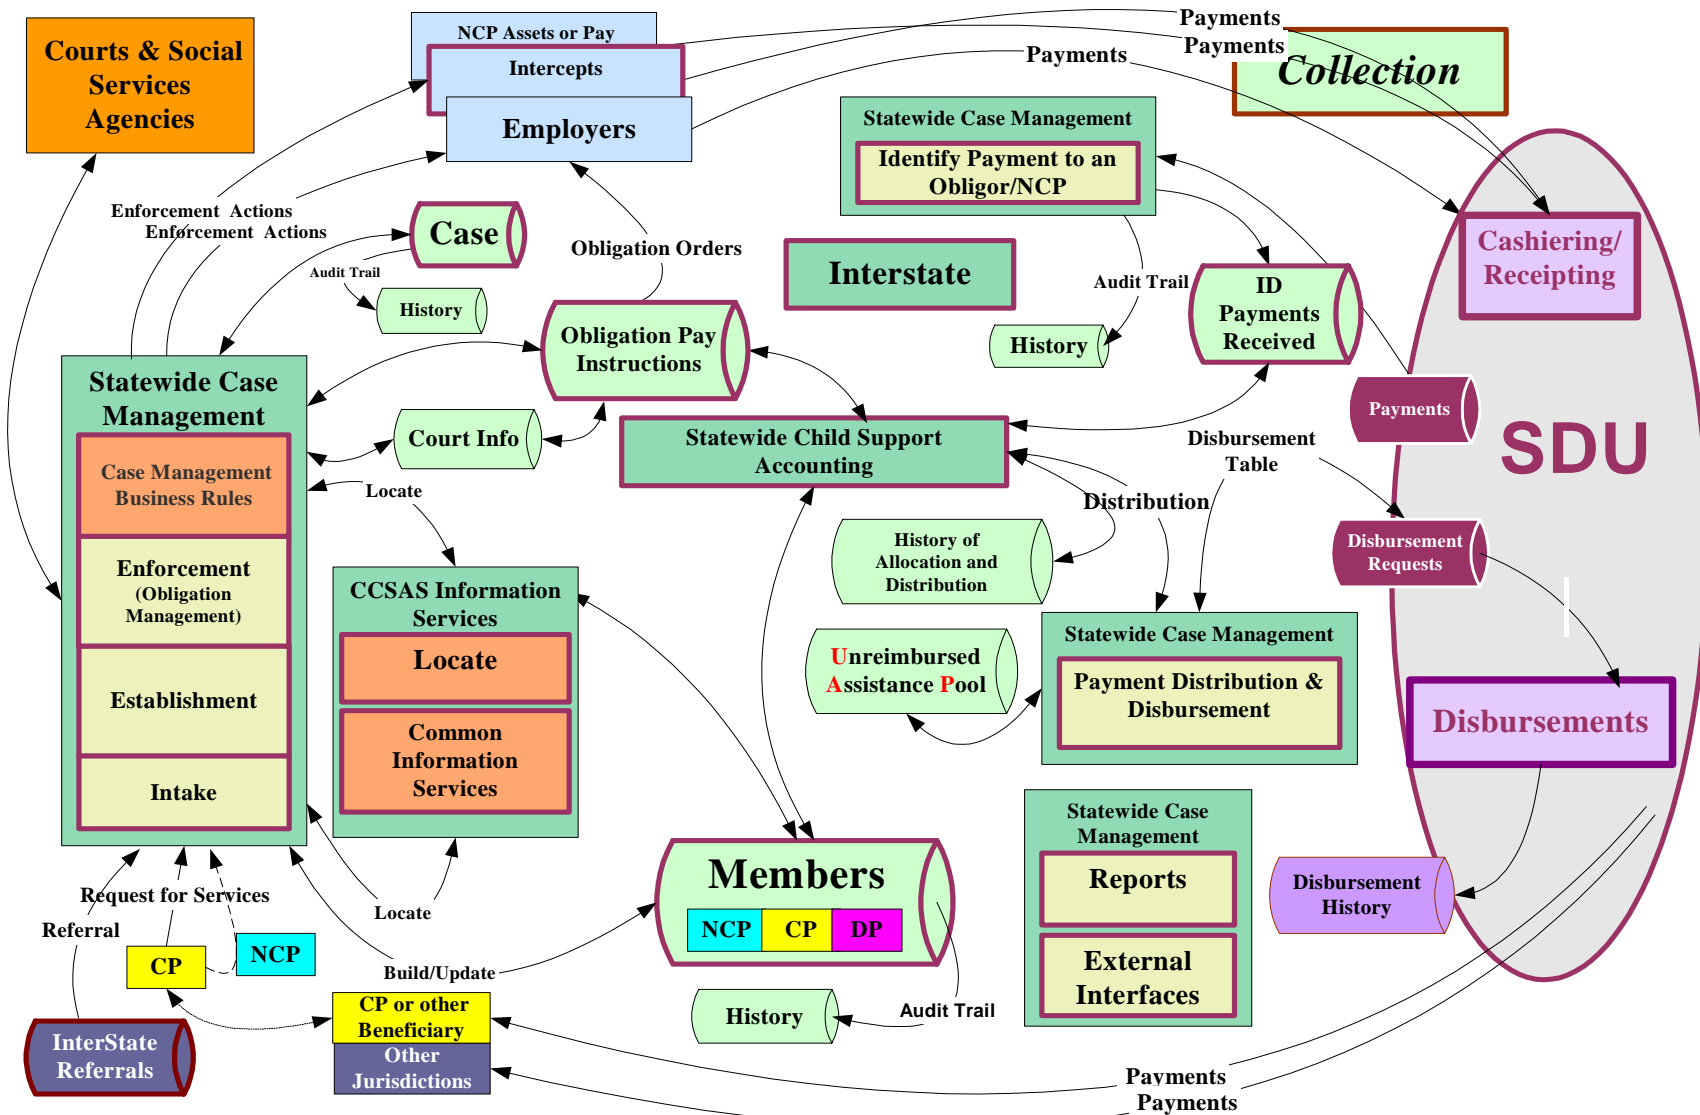 Courts & Social
Services
Agencies
NCP Assets or Pay
Intercepts
Employers
Payments
Payments
Payments
Collection
Statewide Case Management
Identify Payment to an
Obligor/NCP
Cashiering/
Receipting
Enforcement Actions
Enforcement Actions
Case
Audit Trail
History
Obligation Orders
Interstate
Audit Trail
History
ID
Payments
Received
Obligation Pay
Instructions
Statewide Case
Management
Case Management
Business Rules
Enforcement
(Obligation
Management)
Establishment
Intake
Court Info
Locate
Statewide Child Support
Accounting
Payments
SDU
Disbursement
Table
Distribution
Disbursement
Requests
History of
Allocation and
Distribution
CCSAS Information
Services
Locate
Common
Information
Services
Unreimbursed
Assistance Pool
Statewide Case Management
Payment Distribution &
Disbursement
Disbursements
Statewide Case
Management
Reports
External
Interfaces
Disbursement
History
Members
NCP
CP
DP
Request for Services
Referral
Locate
CP
NCP
Build/Update
History
Audit Trail
InterState
Referrals
CP or other
Beneficiary
Other
Jurisdictions
Payments
Payments